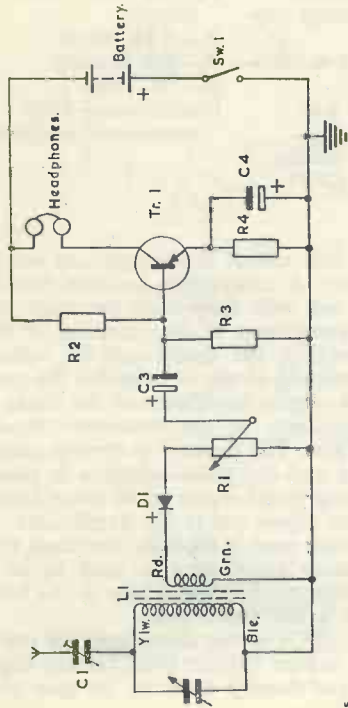 C1
Ylw.
Ble.
L1
Rd.
Grn.
+
D1
R1
+
C3
R2
R3
Headphones.
Tr. 1
R4
C4
+
Battery.
+
Sw.1